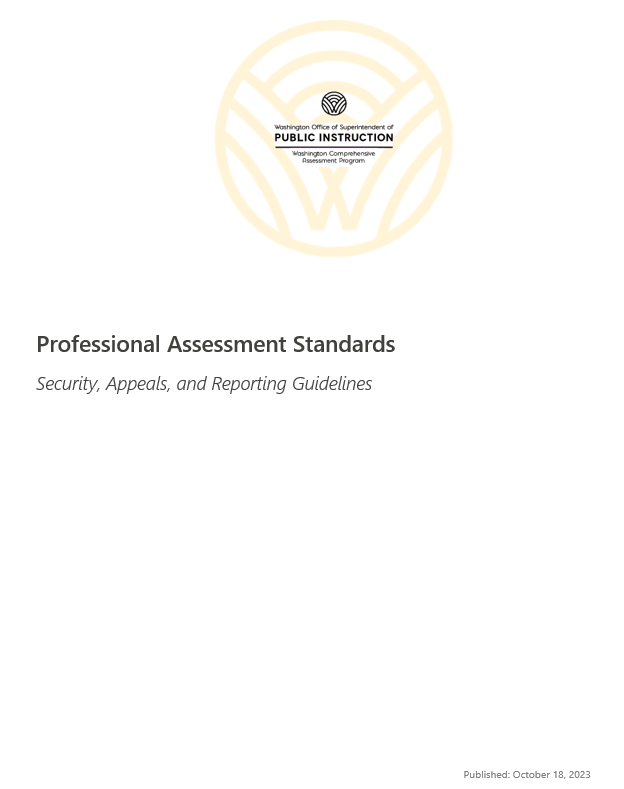 Washington Office of Superintendent of
PUBLIC INSTRUCTION
Washington Comprehensive
Assessment Program
Professional Assessment Standards
Security, Appeals, and Reporting Guidelines
Published: October 18, 2023